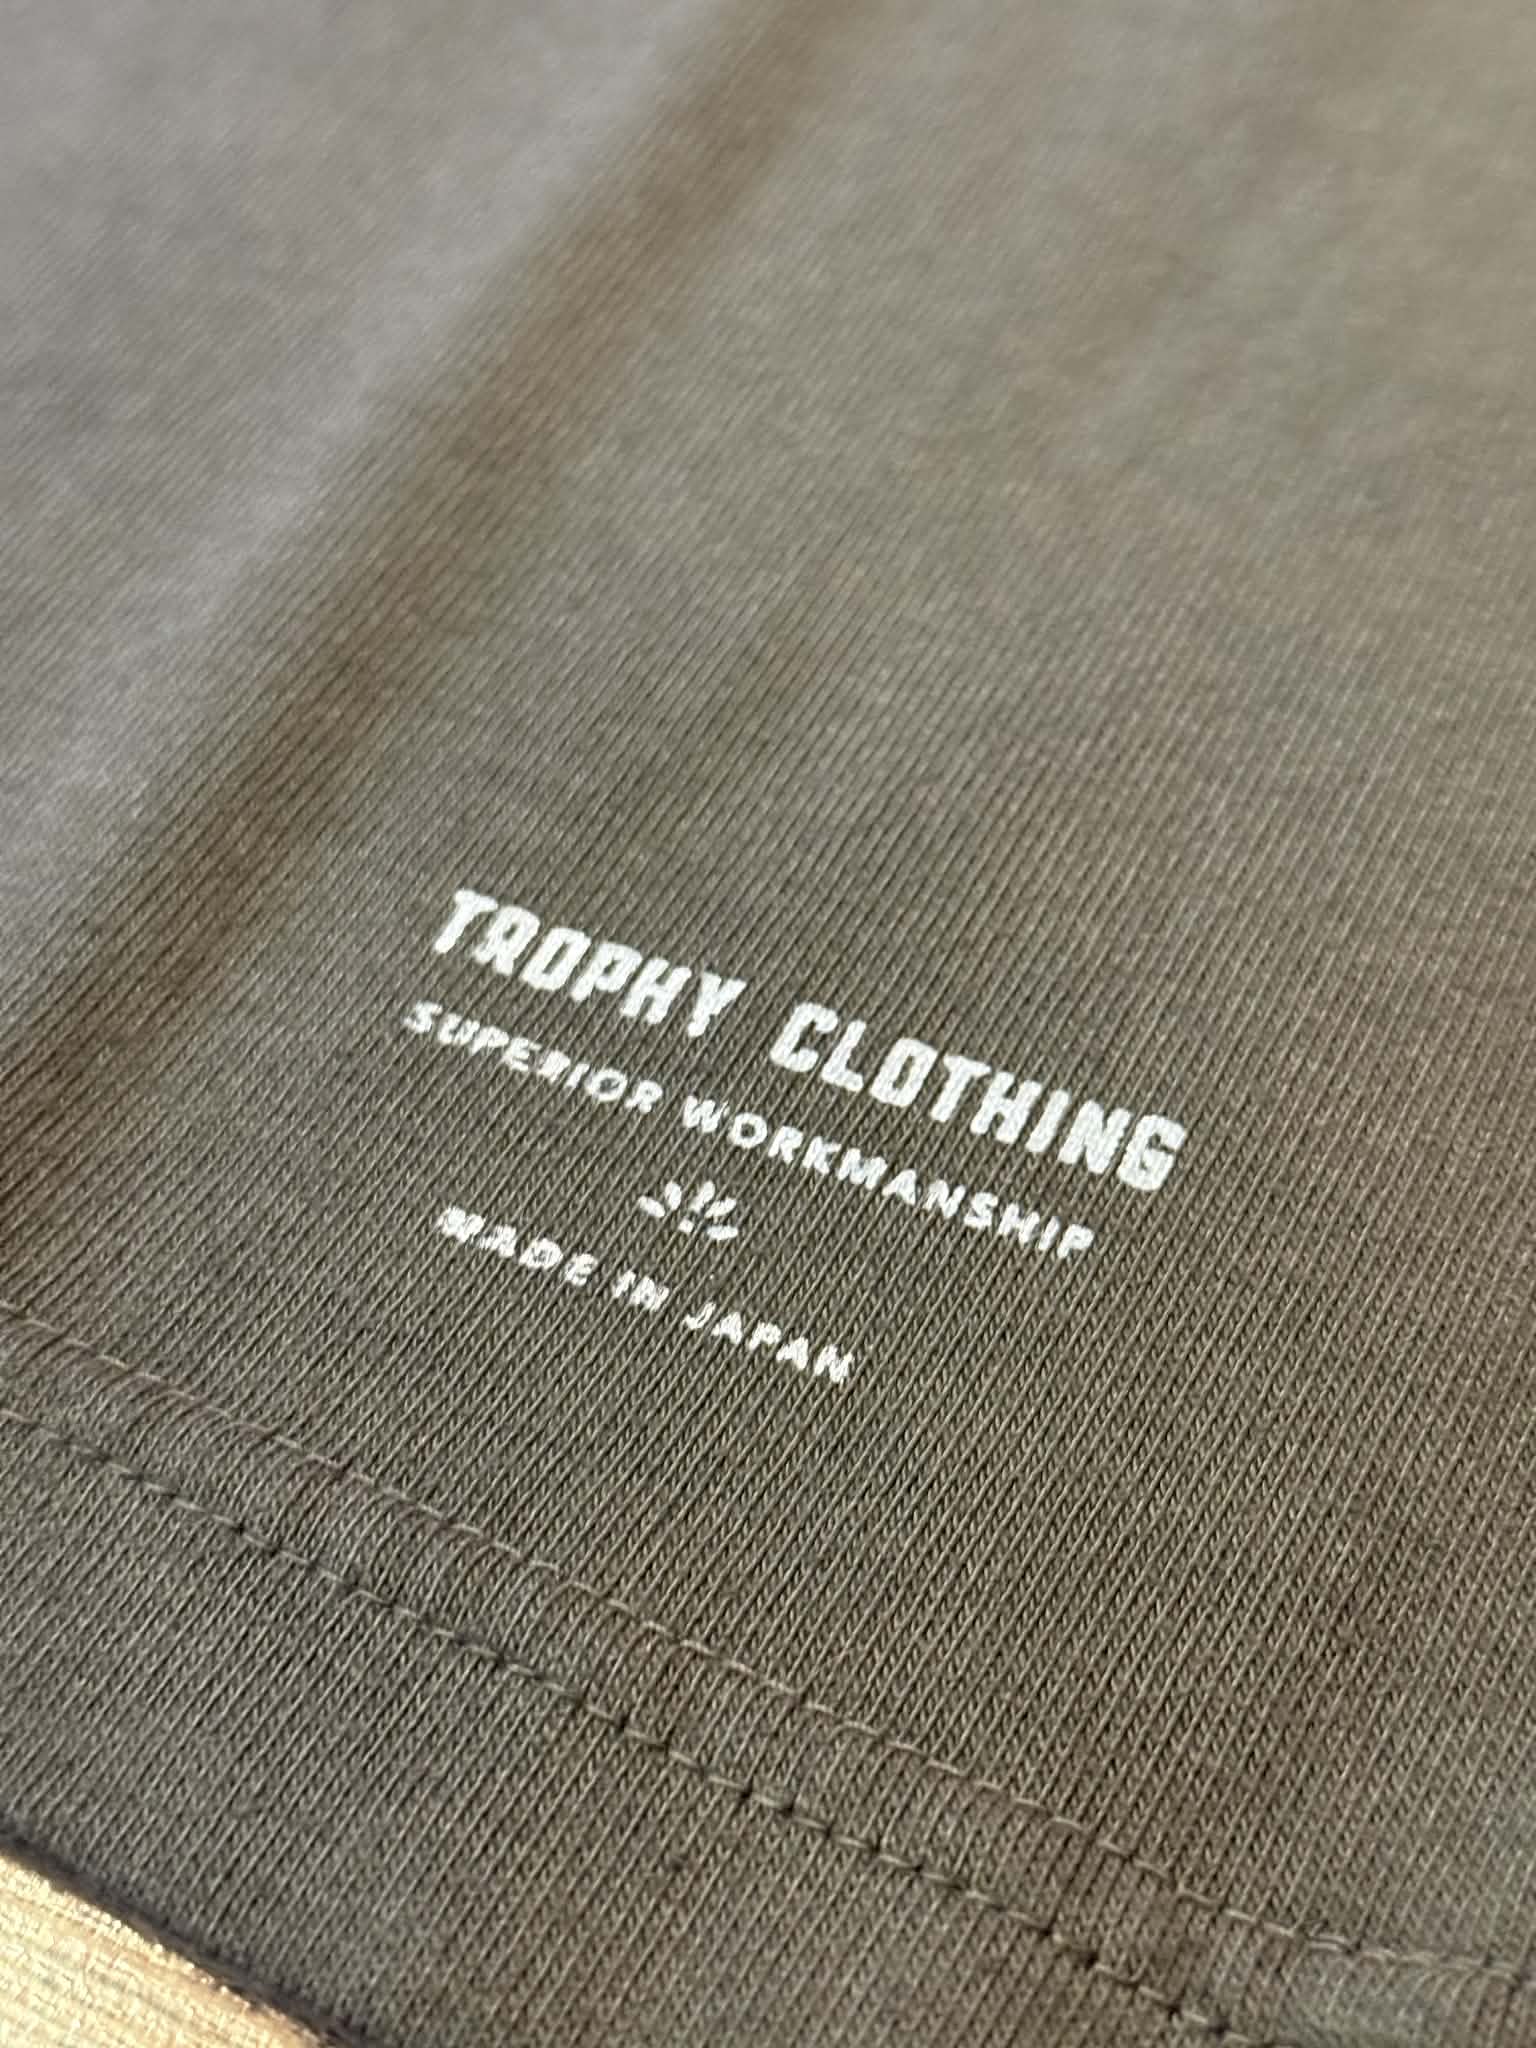 TROPHY CLOTHING
SUPERIOR WORKMANSHIP
MADE IN JAPAN